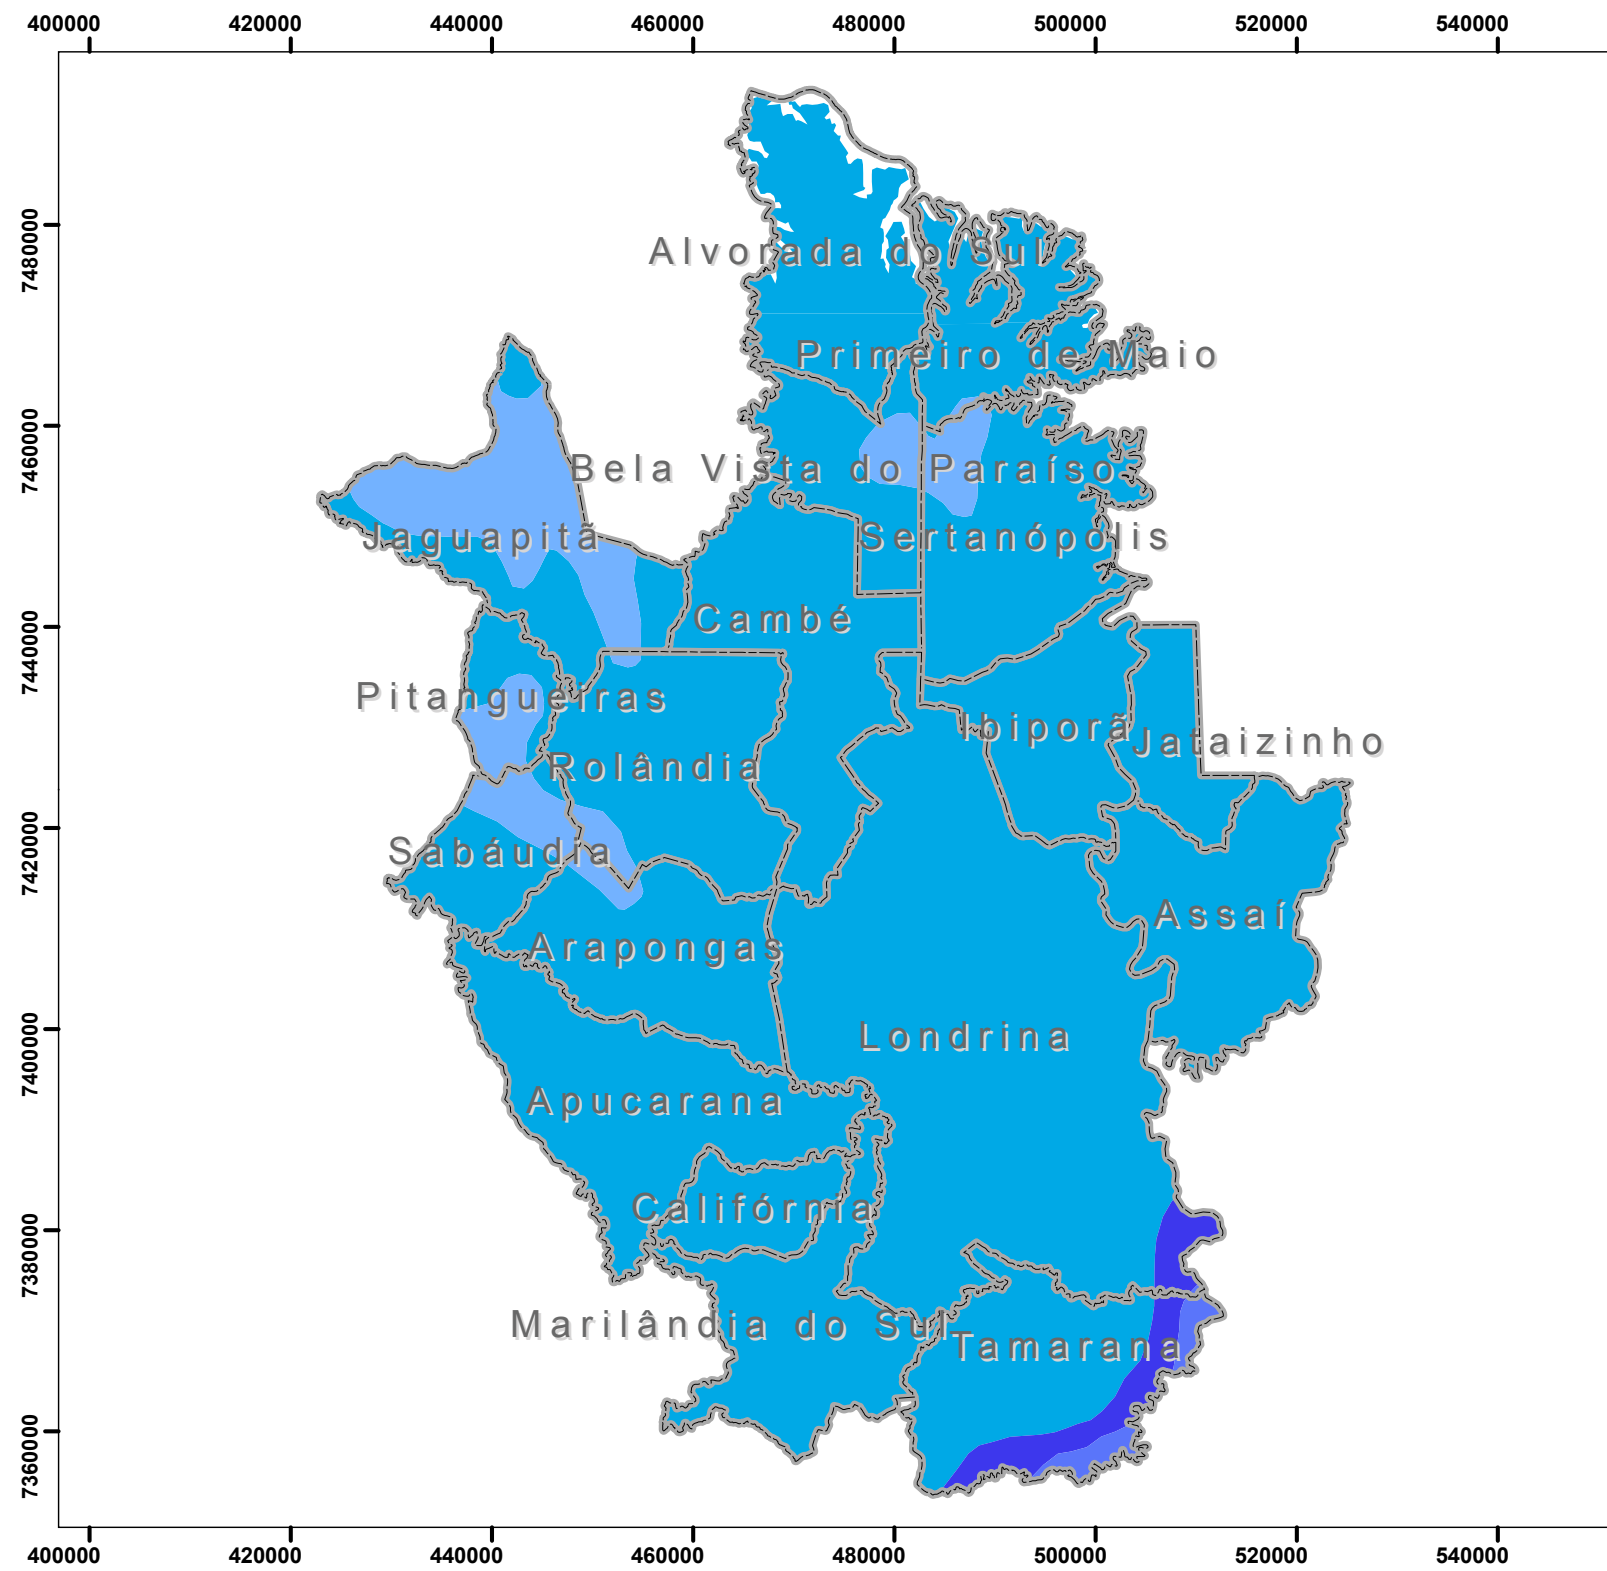 400000 420000 440000 460000 480000 500000 520000 540000
7480000
Alvorada do Sul
Primeiro de Maio
7460000
Bela Vista do Paraíso
Jaguapitã
Sertanópolis
Cambé
7440000
Pitangueiras
Ibiporã
Jataizinho
Rolândia
7420000
Sabáudia
Assaí
Arapongas
7400000
Londrina
Apucarana
Califórnia
7380000
Marilândia do Sul
Tamarana
7360000
400000 420000 440000 460000 480000 500000 520000 540000